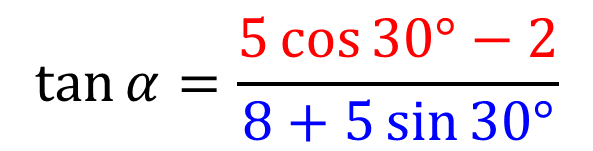 tan α = (5 cos 30° − 2) / (8 + 5 sin 30°)